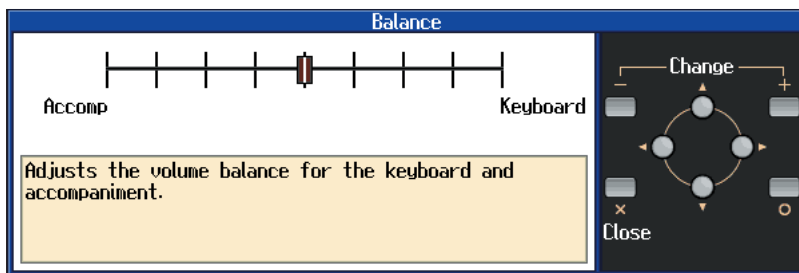 Balance
Accomp
Keyboard
Adjusts the volume balance for the keyboard and
accompaniment.
Change
− +
× ○
Close